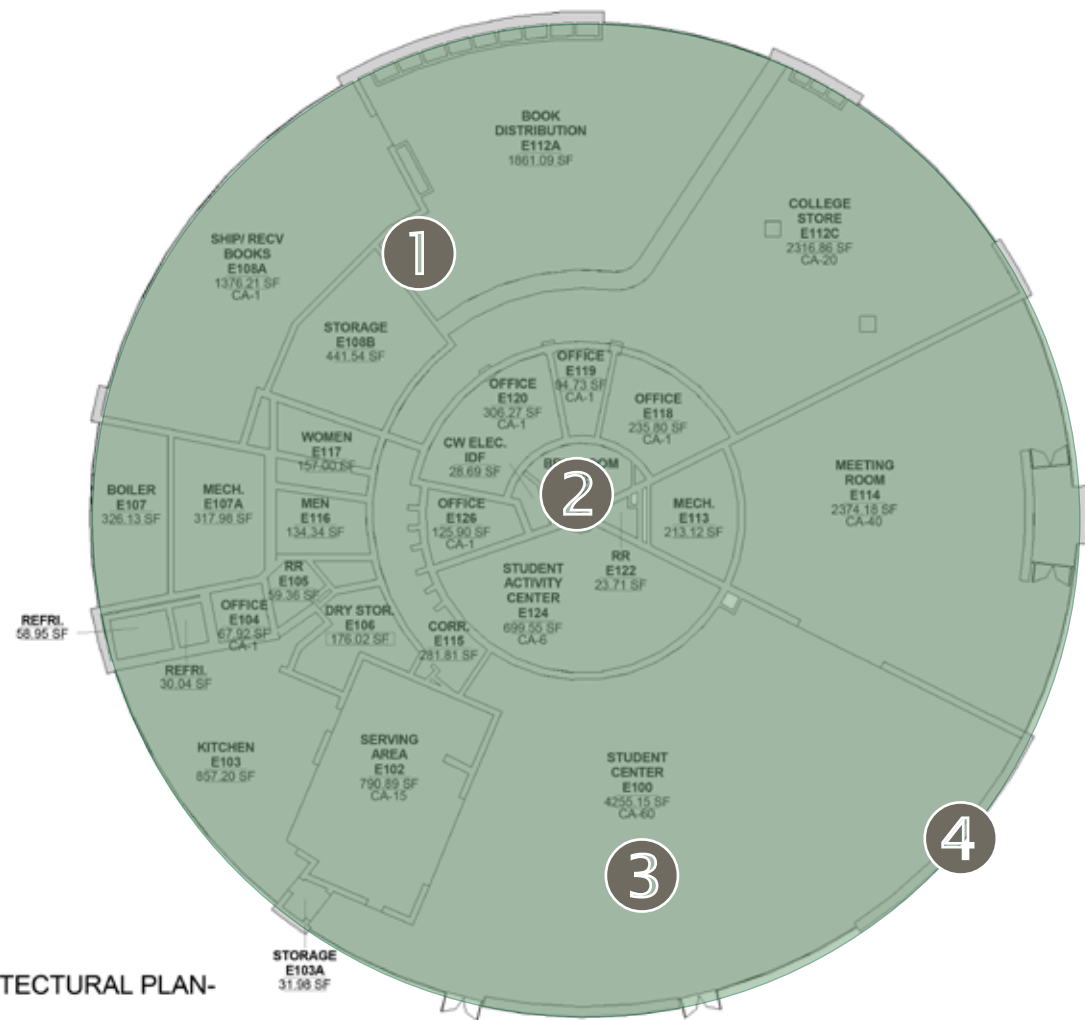 BOOK
DISTRIBUTION
E112A
1861.09 SF
COLLEGE
STORE
E112C
2316.86 SF
CA-20
SHIP/ RECV
BOOKS
E108A
1376.21 SF
CA-1
1
STORAGE
E108B
441.54 SF
OFFICE
E119
94.73 SF
CA-1
OFFICE
E120
306.27 SF
CA-1
OFFICE
E118
235.80 SF
CA-1
WOMEN
E117
157.00 SF
CW ELEC.
IDF
28.69 SF
2
MEETING
ROOM
E114
2374.18 SF
CA-40
BOILER
E107
326.13 SF
MECH.
E107A
317.98 SF
MEN
E116
134.34 SF
OFFICE
E126
125.90 SF
CA-1
MECH.
E113
213.12 SF
RR
E122
23.71 SF
STUDENT
ACTIVITY
CENTER
E124
699.55 SF
CA-6
RR
E105
59.36 SF
OFFICE
E104
67.92 SF
CA-1
DRY STOR.
E106
176.02 SF
CORR.
E115
281.81 SF
REFRI.
58.95 SF
REFRI.
30.04 SF
KITCHEN
E103
857.20 SF
SERVING
AREA
E102
790.89 SF
CA-15
STUDENT
CENTER
E100
4255.15 SF
CA-60
3
4
STORAGE
E103A
31.98 SF
TECTURAL PLAN-